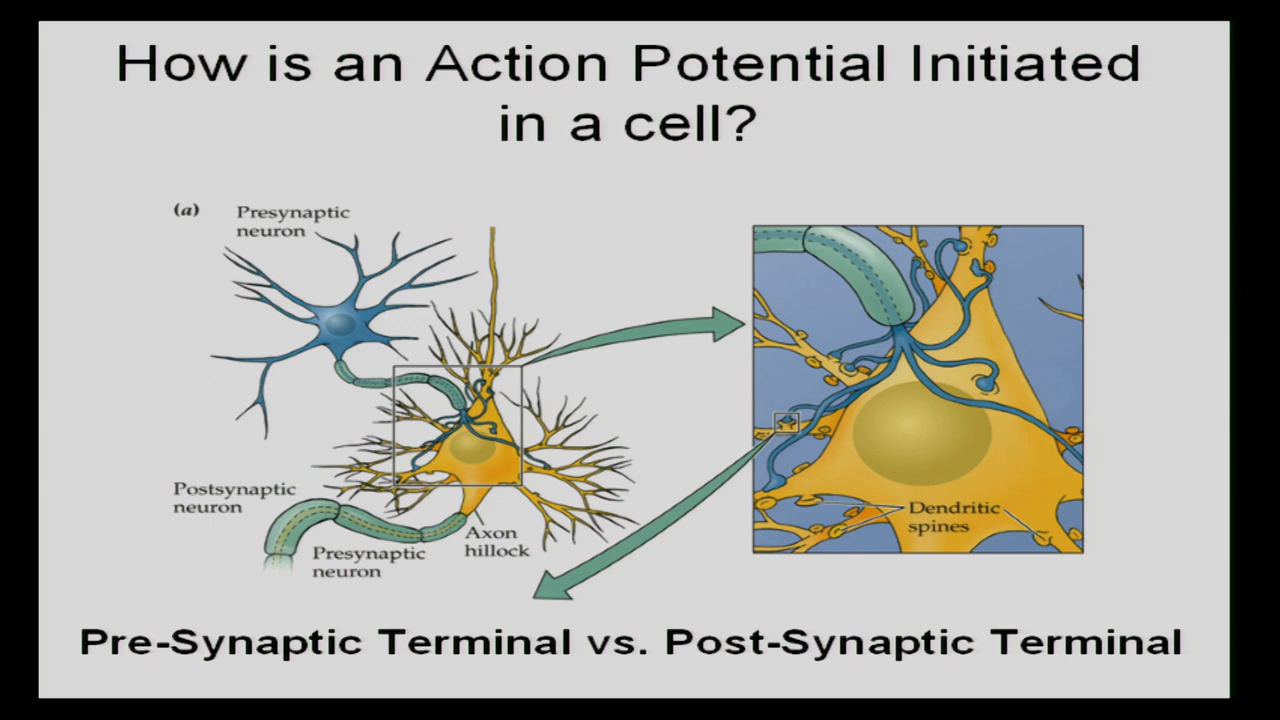 How is an Action Potential Initiated
in a cell?
(a)
Presynaptic
neuron
Postsynaptic
neuron
Presynaptic
neuron
Axon
hillock
Dendritic
spines
Pre-Synaptic Terminal vs. Post-Synaptic Terminal